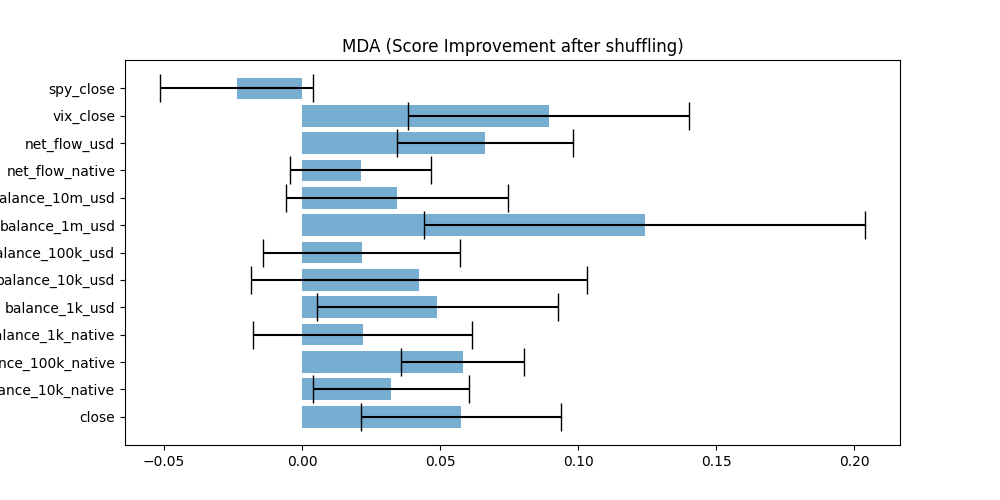 MDA (Score Improvement after shuffling)
spy_close
vix_close
net_flow_usd
net_flow_native
alance_10m_usd
balance_1m_usd
alance_100k_usd
balance_10k_usd
balance_1k_usd
alance_1k_native
nce_100k_native
ance_10k_native
close
−0.05 0.00 0.05 0.10 0.15 0.20